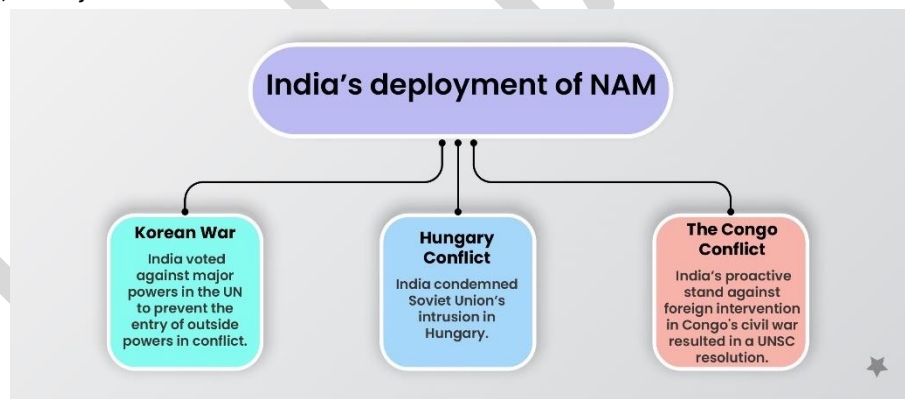 India's deployment of NAM
Korean War
India voted
against major
powers in the UN
to prevent the
entry of outside
powers in conflict.
Hungary
Conflict
India condemned
Soviet Union's
intrusion in
Hungary.
The Congo
Conflict
India's proactive
stand against
foreign intervention
in Congo's civil war
resulted in a UNSC
resolution.